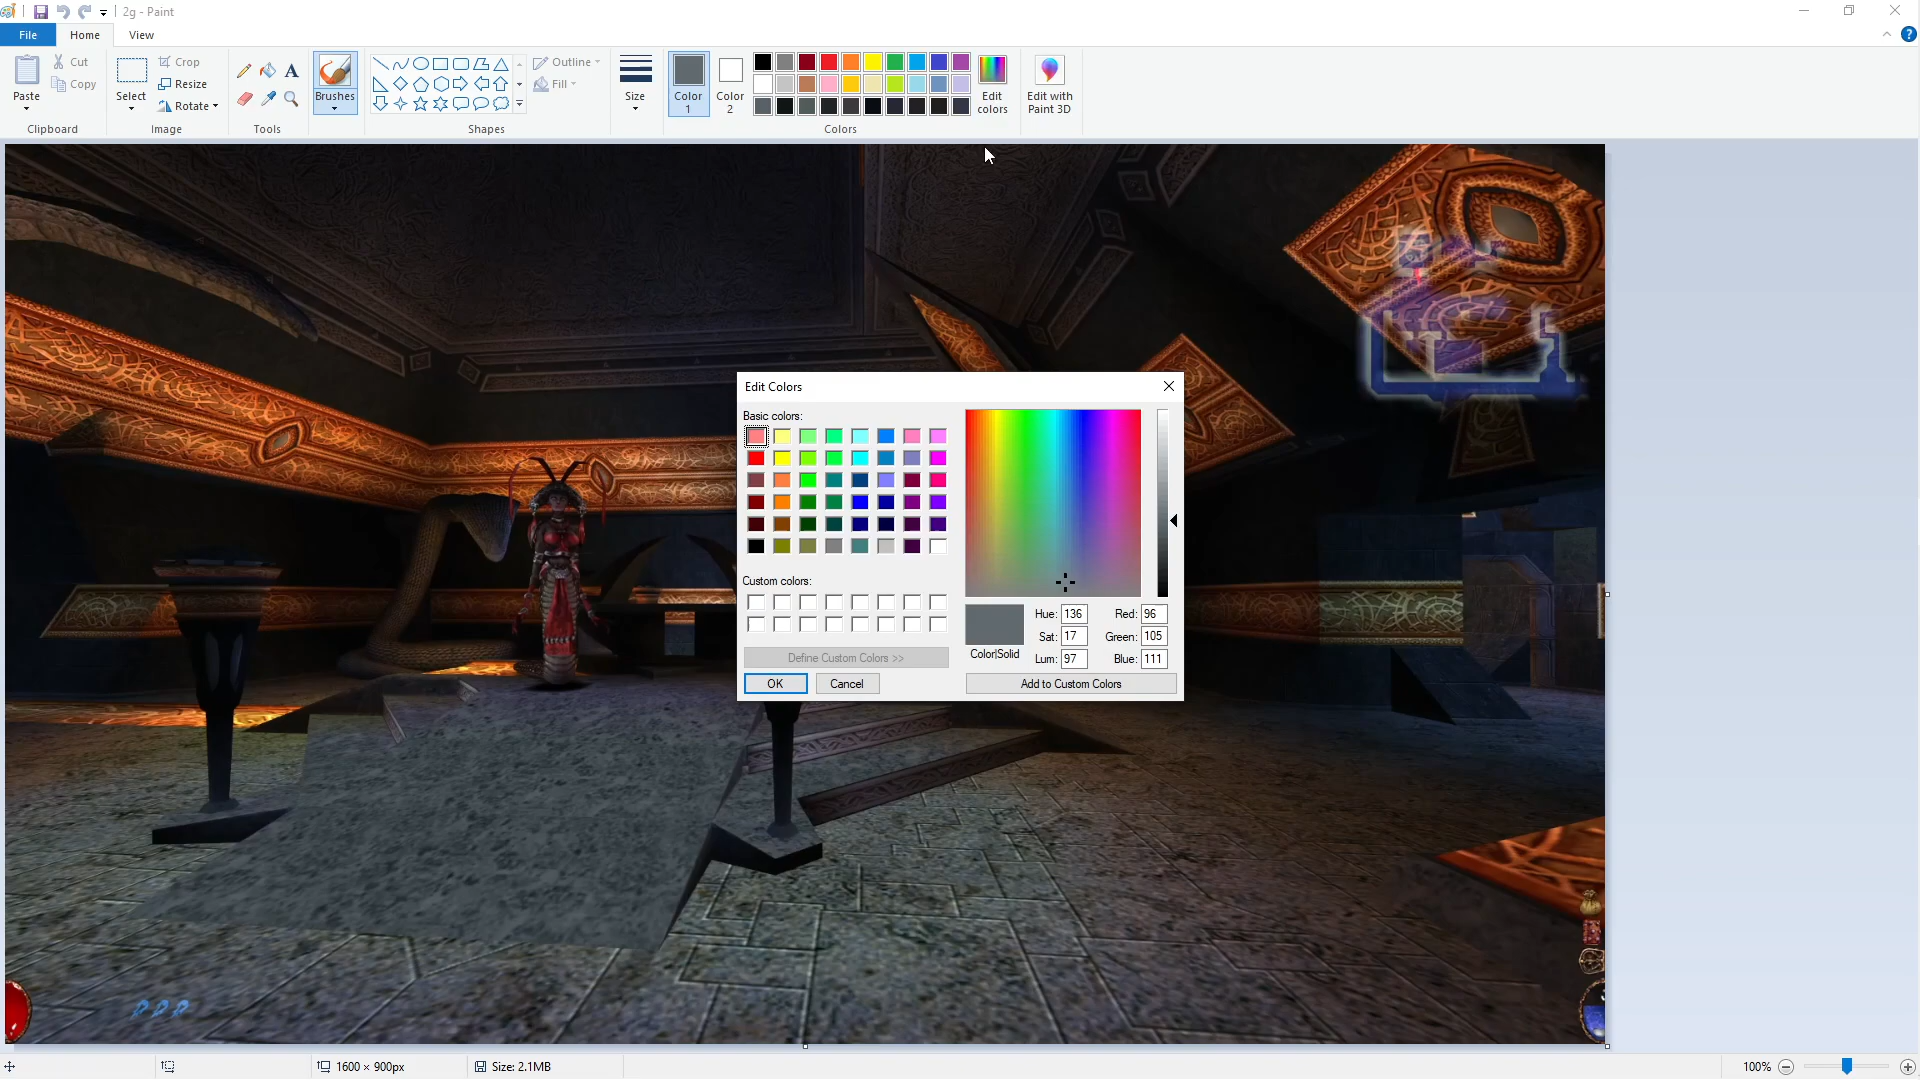 2g - Paint
File Home View
Paste
Cut
Copy
Clipboard
Select
Crop
Resize
Rotate
Image
A
Tools
Brushes
Shapes
Outline
Fill
Size
Color 1
Color 2
Colors
Edit colors
Edit with Paint 3D
?
Edit Colors
Basic colors:
Custom colors:
Define Custom Colors >>
OK
Cancel
Color|Solid
Hue: 136
Sat: 17
Lum: 97
Red: 96
Green: 105
Blue: 111
Add to Custom Colors
1600 × 900px
Size: 2.1MB
100%